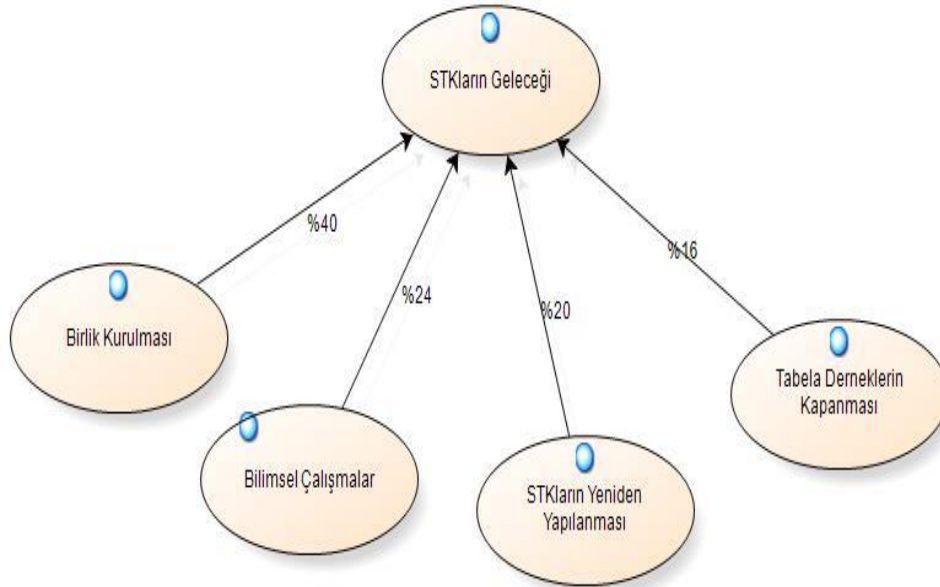 STKların Geleceği
%40
%24
%20
%16
Birlik Kurulması
Bilimsel Çalışmalar
STKların Yeniden
Yapılanması
Tabela Derneklerin
Kapanması